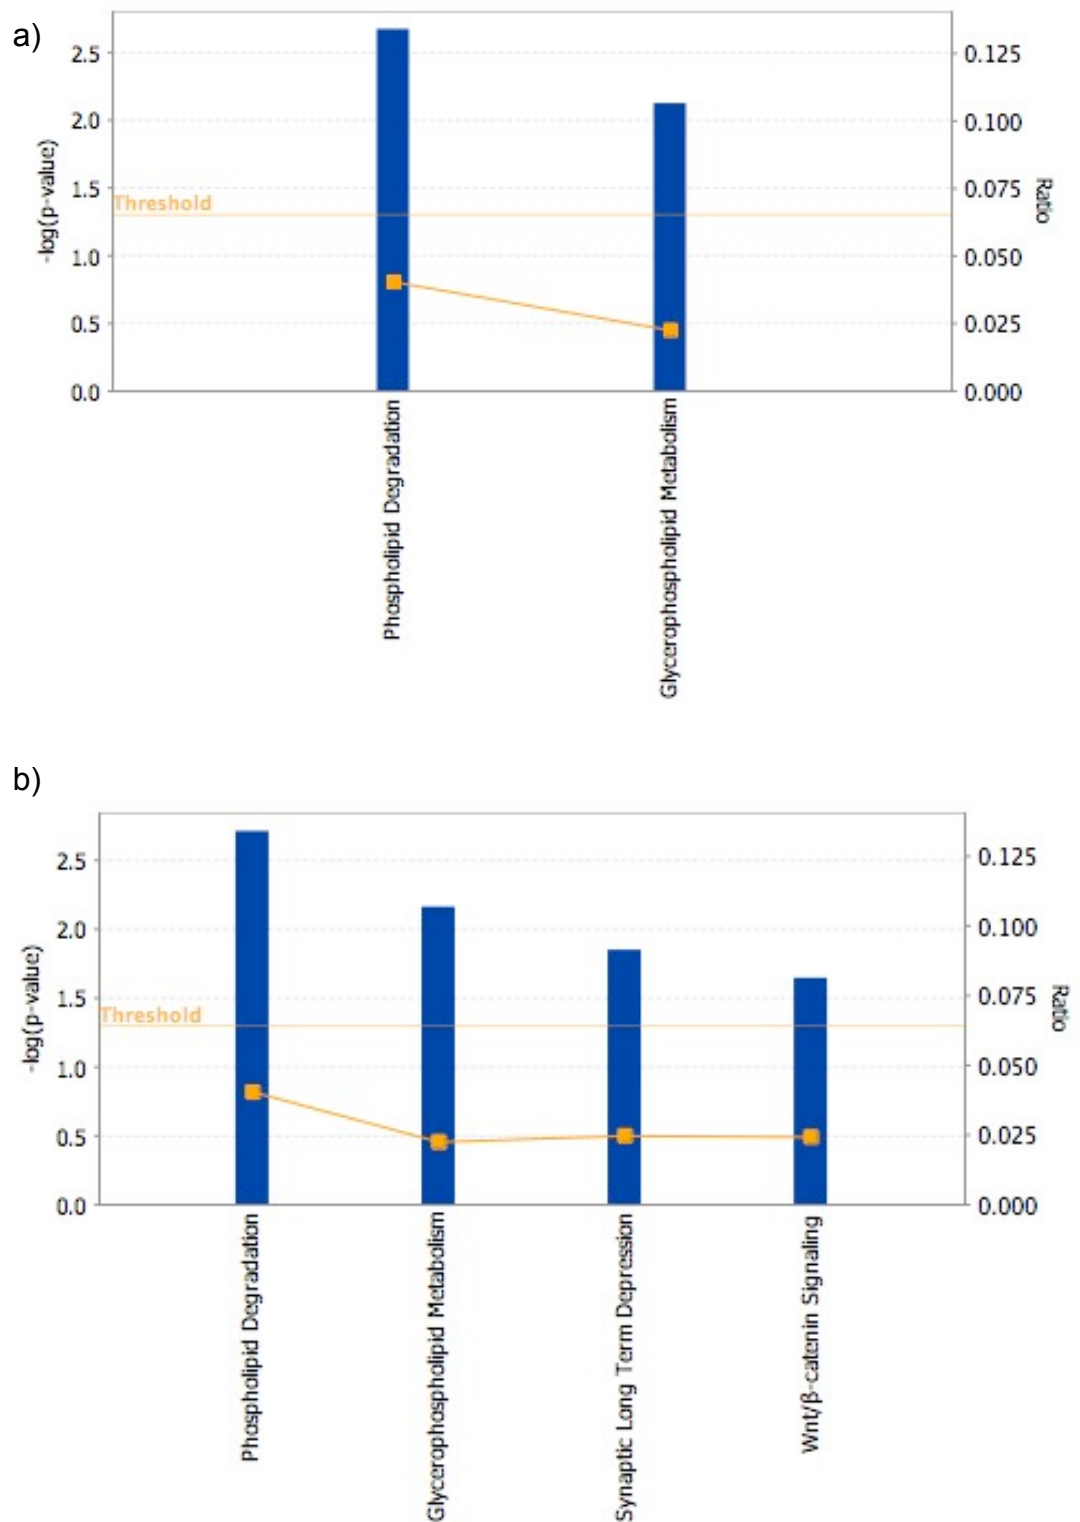 a)
2.5
2.0
1.5
1.0
0.5
0.0
-log(p-value)
Threshold
0.125
0.100
0.075
0.050
0.025
0.000
Ratio
Phospholipid Degradation
Glycerophospholipid Metabolism
b)
2.5
2.0
1.5
1.0
0.5
0.0
-log(p-value)
Threshold
0.125
0.100
0.075
0.050
0.025
0.000
Ratio
Phospholipid Degradation
Glycerophospholipid Metabolism
Synaptic Long Term Depression
Wnt/β-catenin Signaling